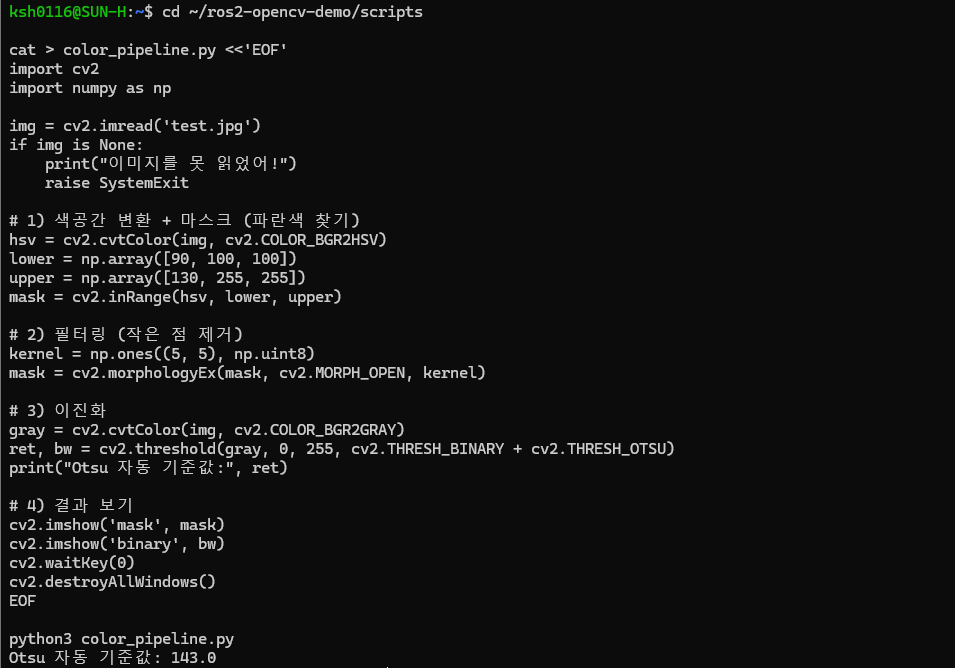 ksh0116@SUN-H:~$ cd ~/ros2-opencv-demo/scripts
cat > color_pipeline.py <<'EOF'
import cv2
import numpy as np
img = cv2.imread('test.jpg')
if img is None:
    print("이미지를 못 읽었어!")
    raise SystemExit
# 1) 색공간 변환 + 마스크 (파란색 찾기)
hsv = cv2.cvtColor(img, cv2.COLOR_BGR2HSV)
lower = np.array([90, 100, 100])
upper = np.array([130, 255, 255])
mask = cv2.inRange(hsv, lower, upper)
# 2) 필터링 (작은 점 제거)
kernel = np.ones((5, 5), np.uint8)
mask = cv2.morphologyEx(mask, cv2.MORPH_OPEN, kernel)
# 3) 이진화
gray = cv2.cvtColor(img, cv2.COLOR_BGR2GRAY)
ret, bw = cv2.threshold(gray, 0, 255, cv2.THRESH_BINARY + cv2.THRESH_OTSU)
print("Otsu 자동 기준값:", ret)
# 4) 결과 보기
cv2.imshow('mask', mask)
cv2.imshow('binary', bw)
cv2.waitKey(0)
cv2.destroyAllWindows()
EOF
python3 color_pipeline.py
Otsu 자동 기준값: 143.0